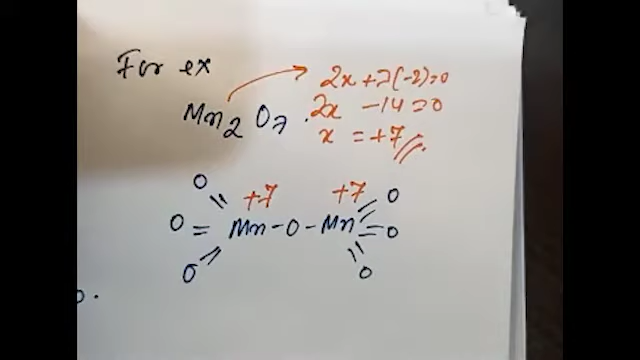 For ex
2x + 7(-2) = 0
Mn2O7 . 2x - 14 = 0
x = +7
O +7 +7 O
O = Mn - O - Mn = O
O O